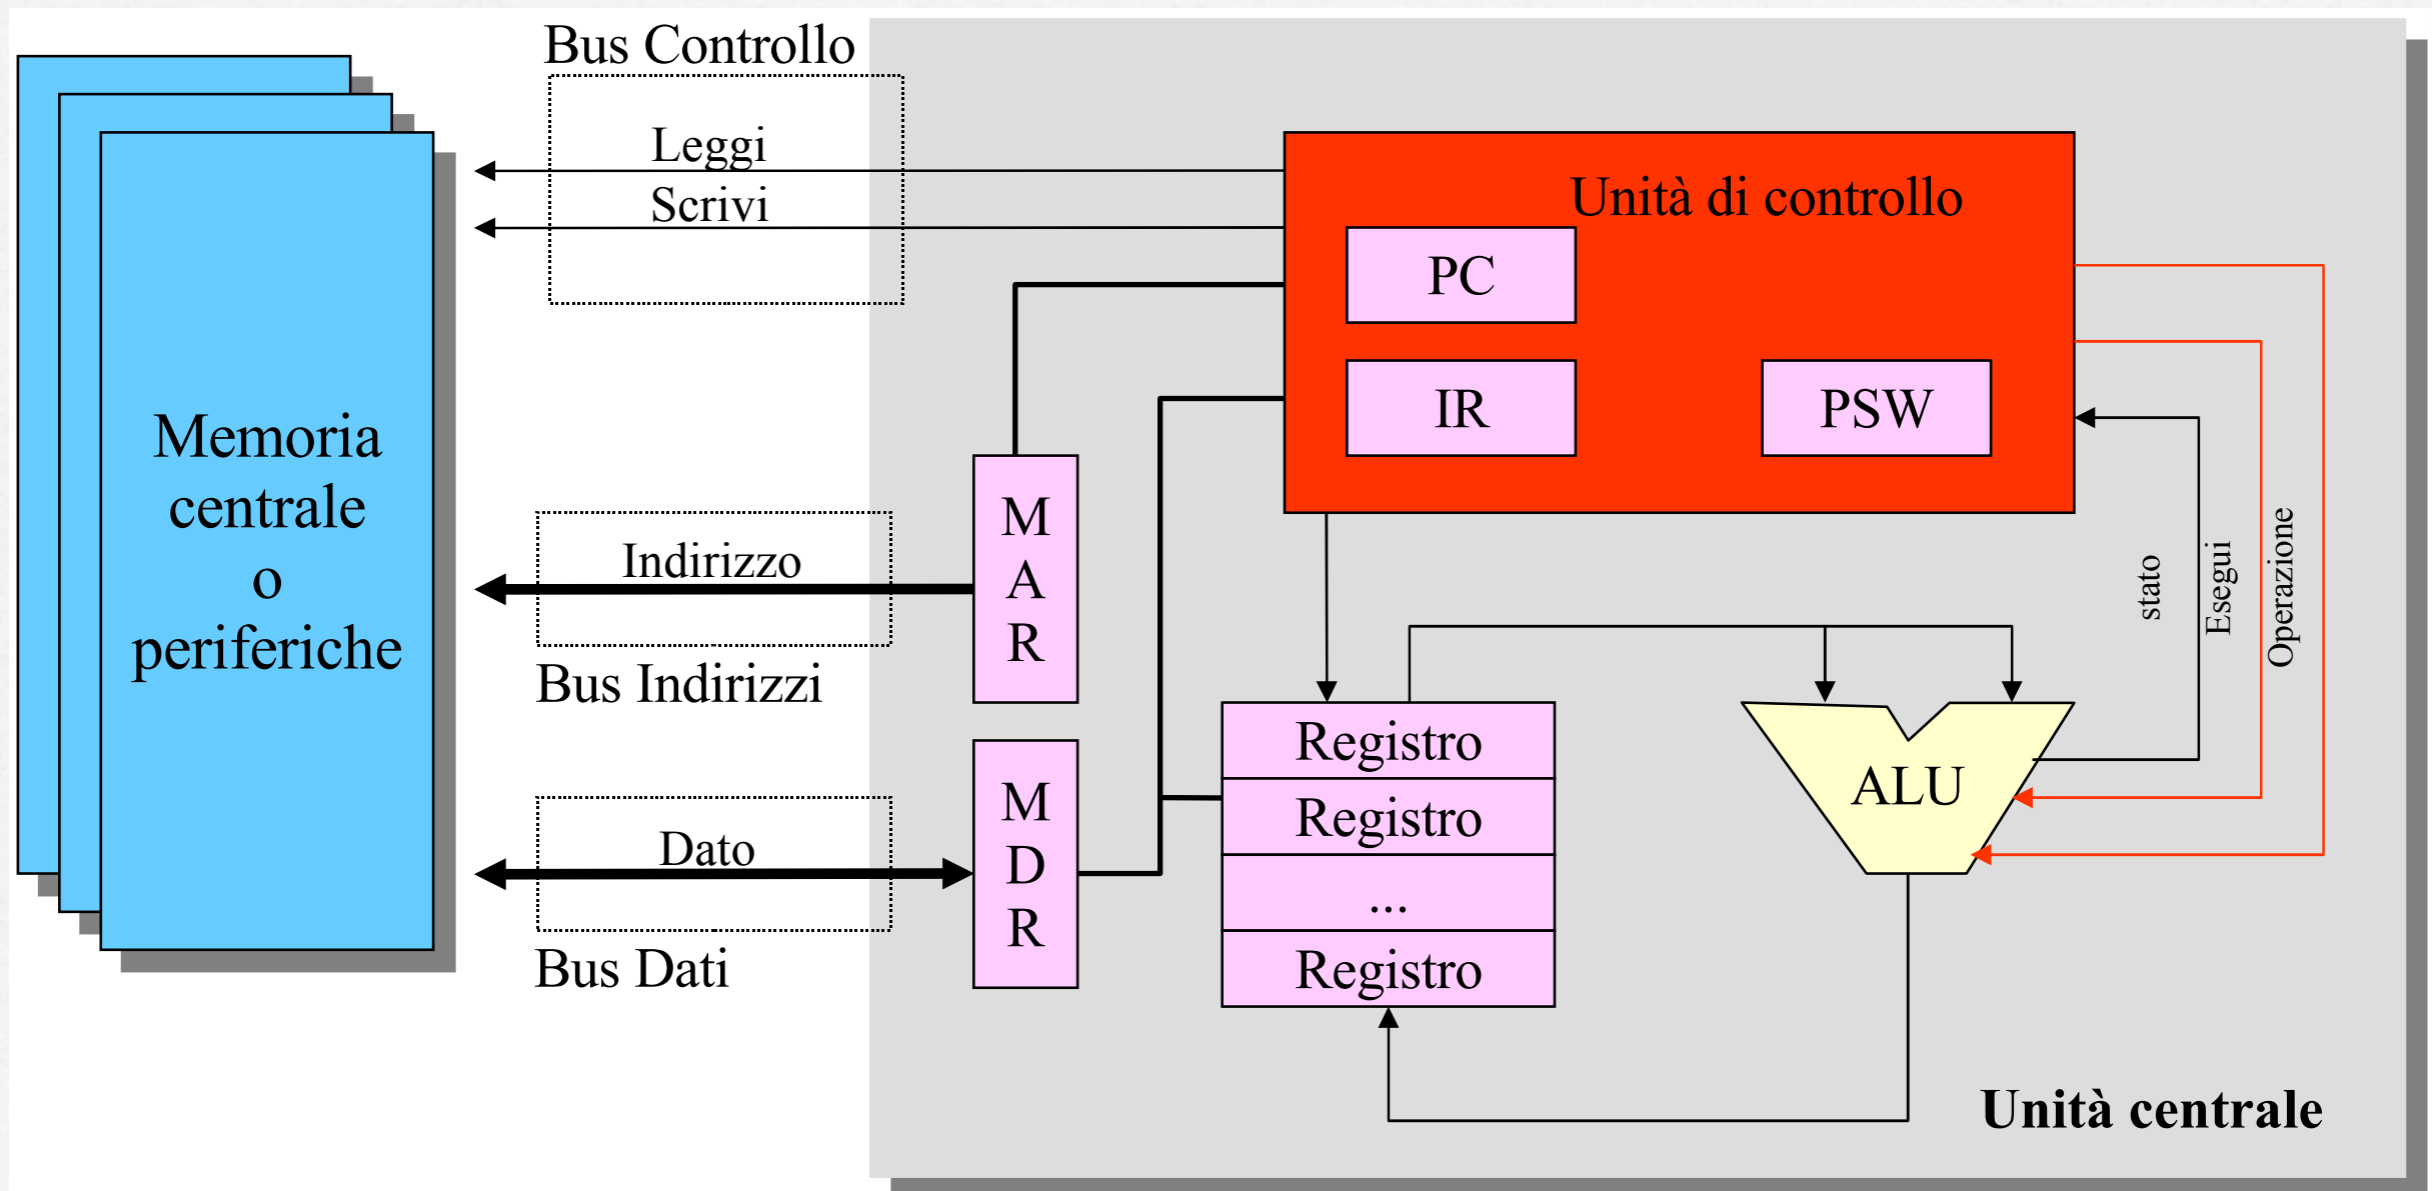 Bus Controllo
Leggi
Scrivi
Unità di controllo
PC
IR
PSW
Memoria
centrale
o
periferiche
Indirizzo
Bus Indirizzi
M
A
R
stato
Esegui
Operazione
Dato
Bus Dati
M
D
R
Registro
Registro
...
Registro
ALU
Unità centrale